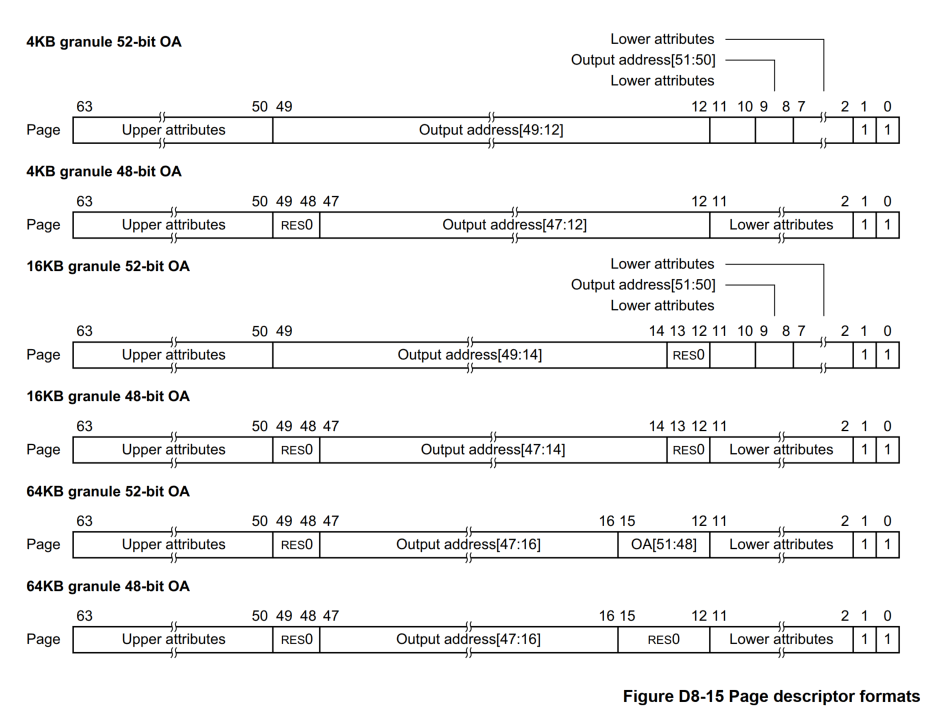 4KB granule 52-bit OA
Lower attributes
Output address[51:50]
Lower attributes
63 50 49 12 11 10 9 8 7 2 1 0
Page Upper attributes Output address[49:12] 1 1
4KB granule 48-bit OA
63 50 49 48 47 12 11 2 1 0
Page Upper attributes RES0 Output address[47:12] Lower attributes 1 1
16KB granule 52-bit OA
Lower attributes
Output address[51:50]
Lower attributes
63 50 49 14 13 12 11 10 9 8 7 2 1 0
Page Upper attributes Output address[49:14] RES0 1 1
16KB granule 48-bit OA
63 50 49 48 47 14 13 12 11 2 1 0
Page Upper attributes RES0 Output address[47:14] RES0 Lower attributes 1 1
64KB granule 52-bit OA
63 50 49 48 47 16 15 12 11 2 1 0
Page Upper attributes RES0 Output address[47:16] OA[51:48] Lower attributes 1 1
64KB granule 48-bit OA
63 50 49 48 47 16 15 12 11 2 1 0
Page Upper attributes RES0 Output address[47:16] RES0 Lower attributes 1 1
Figure D8-15 Page descriptor formats